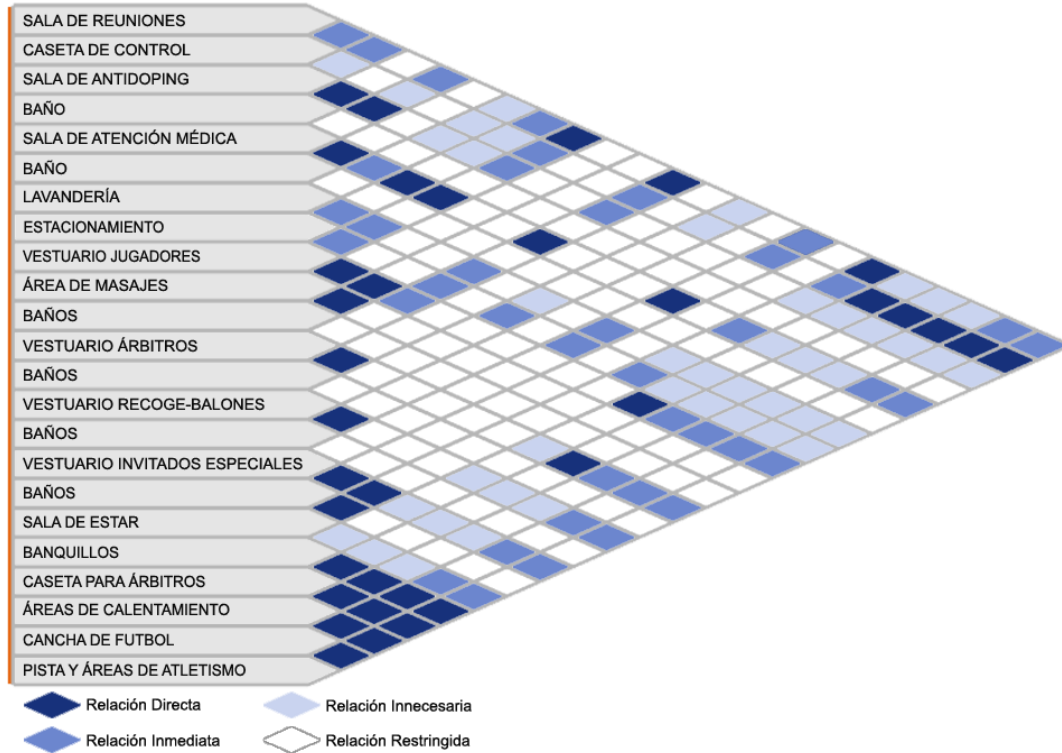 SALA DE REUNIONES
CASETA DE CONTROL
SALA DE ANTIDOPING
BAÑO
SALA DE ATENCIÓN MÉDICA
BAÑO
LAVANDERÍA
ESTACIONAMIENTO
VESTUARIO JUGADORES
ÁREA DE MASAJES
BAÑOS
VESTUARIO ÁRBITROS
BAÑOS
VESTUARIO RECOGE-BALONES
BAÑOS
VESTUARIO INVITADOS ESPECIALES
BAÑOS
SALA DE ESTAR
BANQUILLOS
CASETA PARA ÁRBITROS
ÁREAS DE CALENTAMIENTO
CANCHA DE FUTBOL
PISTA Y ÁREAS DE ATLETISMO
Relación Directa
Relación Innecesaria
Relación Inmediata
Relación Restringida